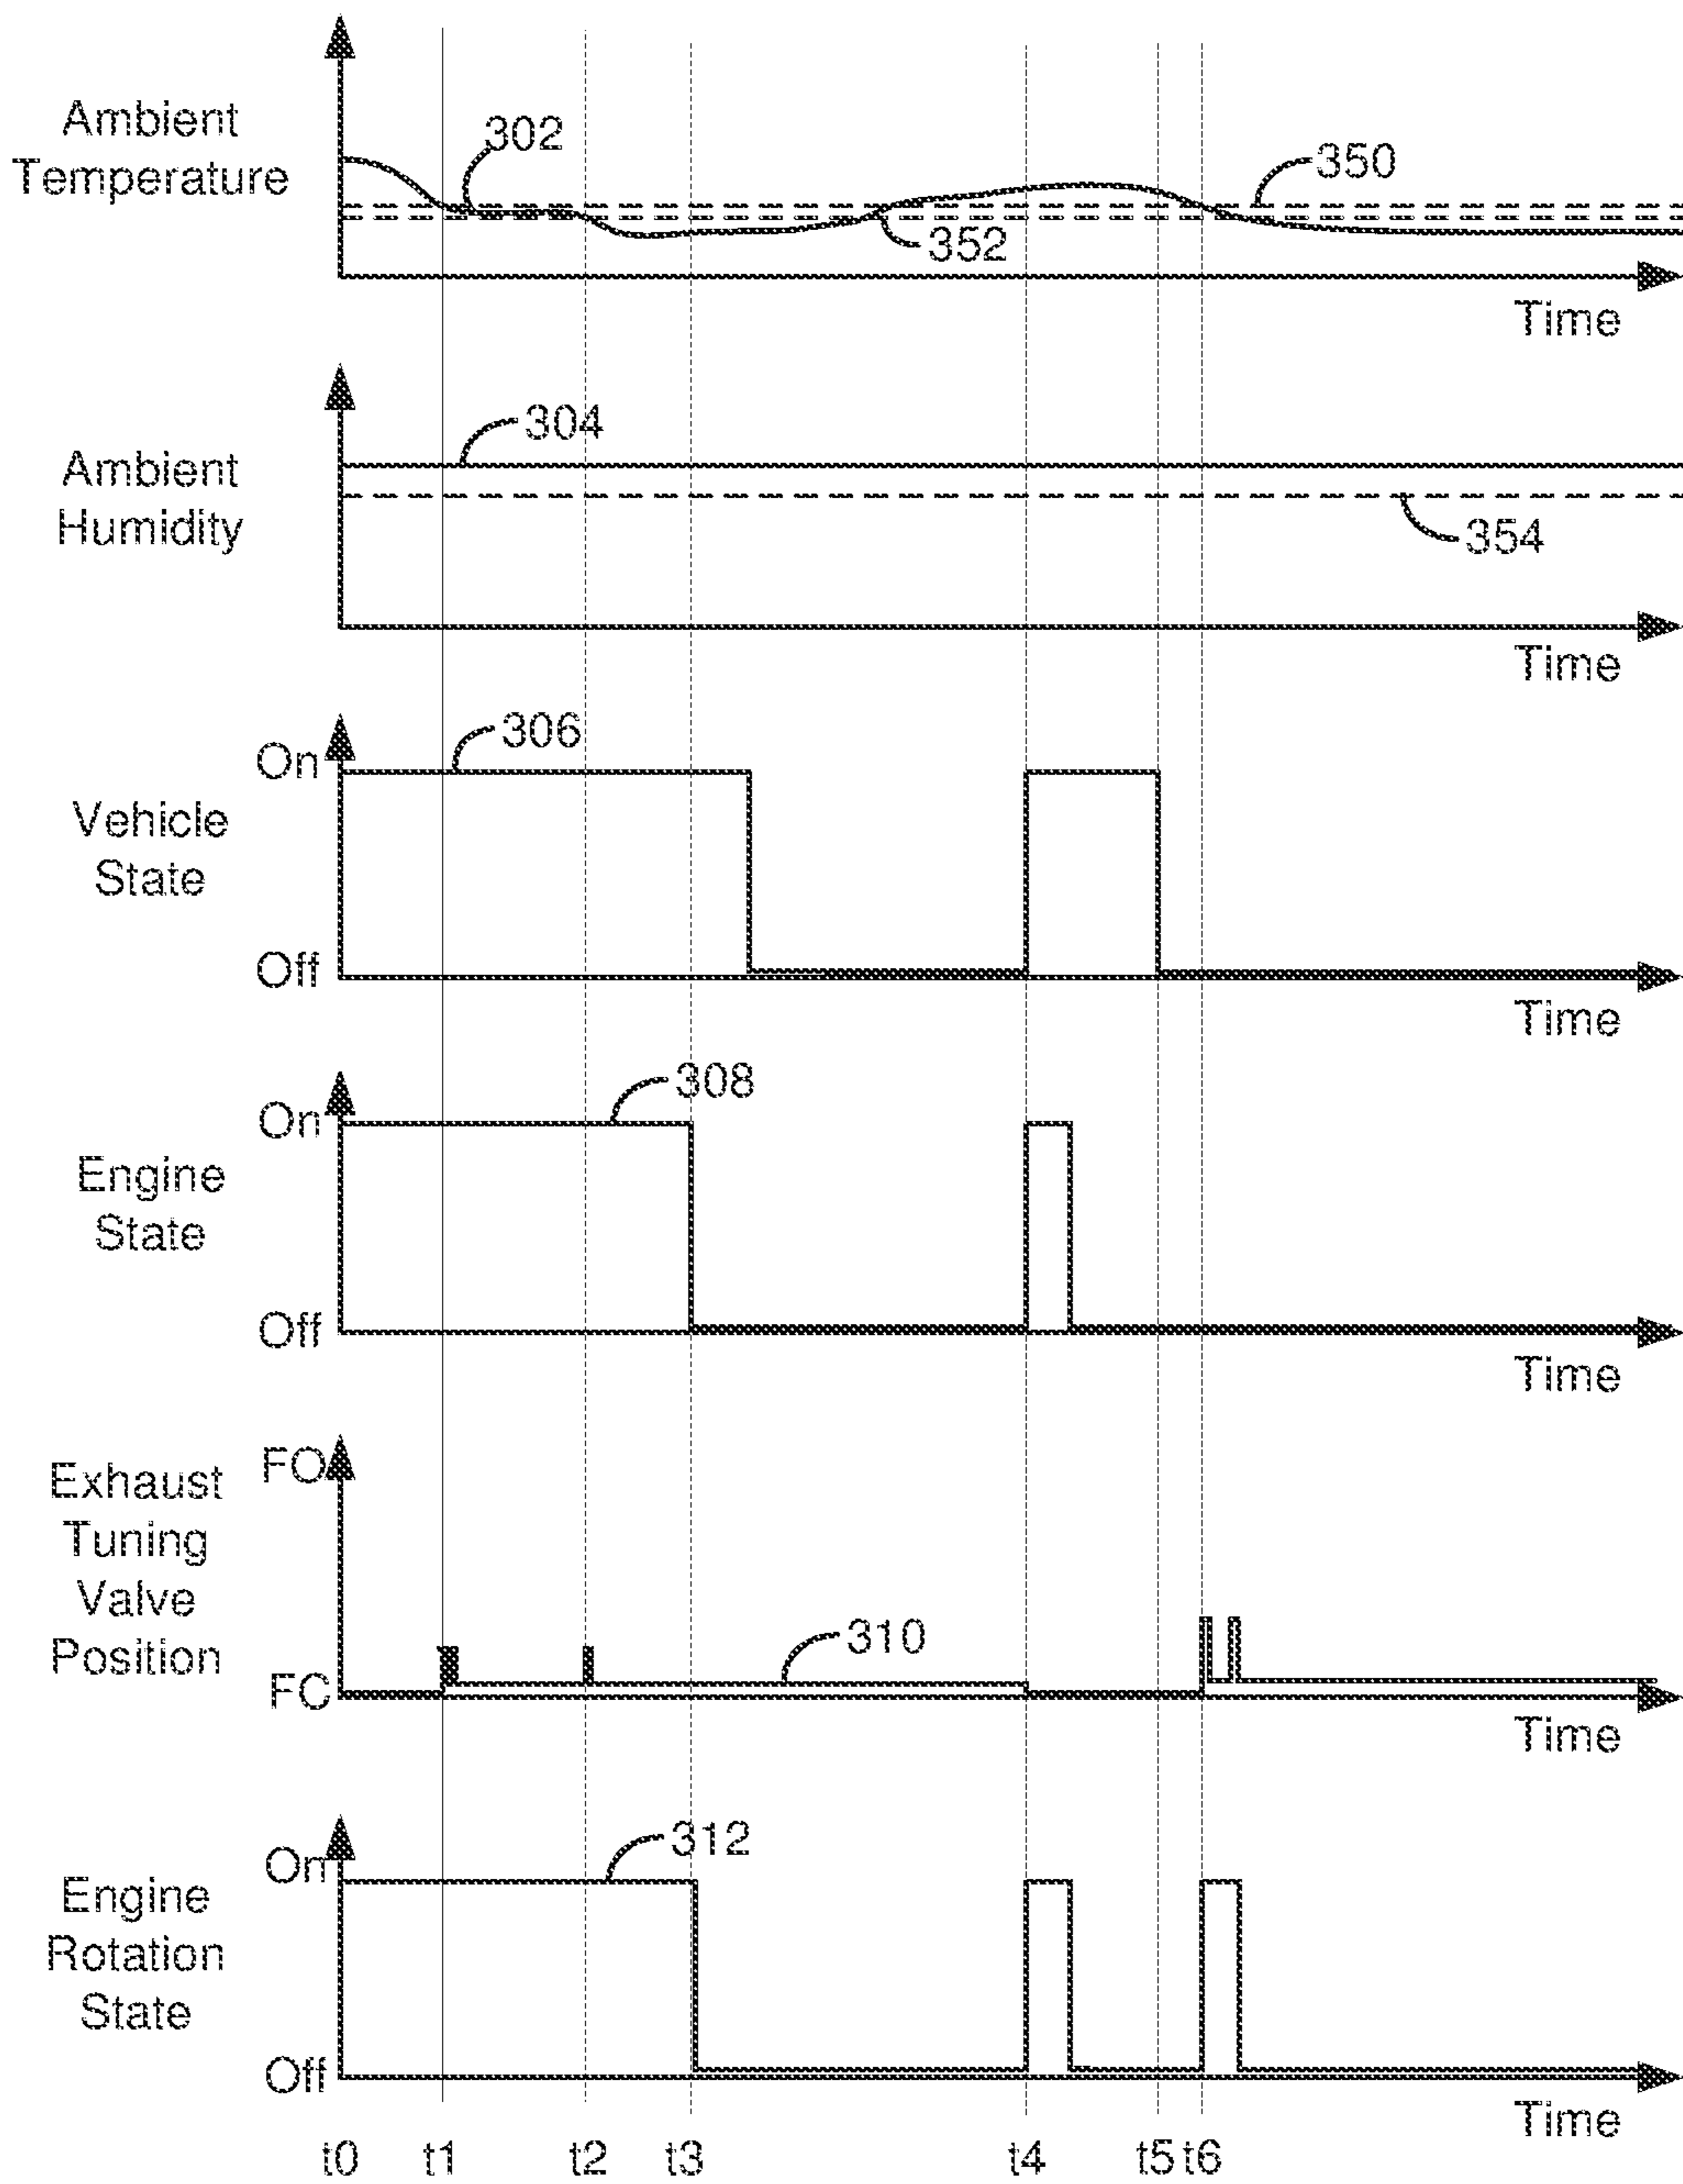 Ambient
Temperature
302
350
352
Time
304
Ambient
Humidity
354
Time
306
On
Vehicle
State
Off
Time
308
On
Engine
State
Off
Time
FO
Exhaust
Tuning
Valve
Position
310
FC
Time
312
On
Engine
Rotation
State
Off
Time
t0 t1 t2 t3 t4 t5 t6